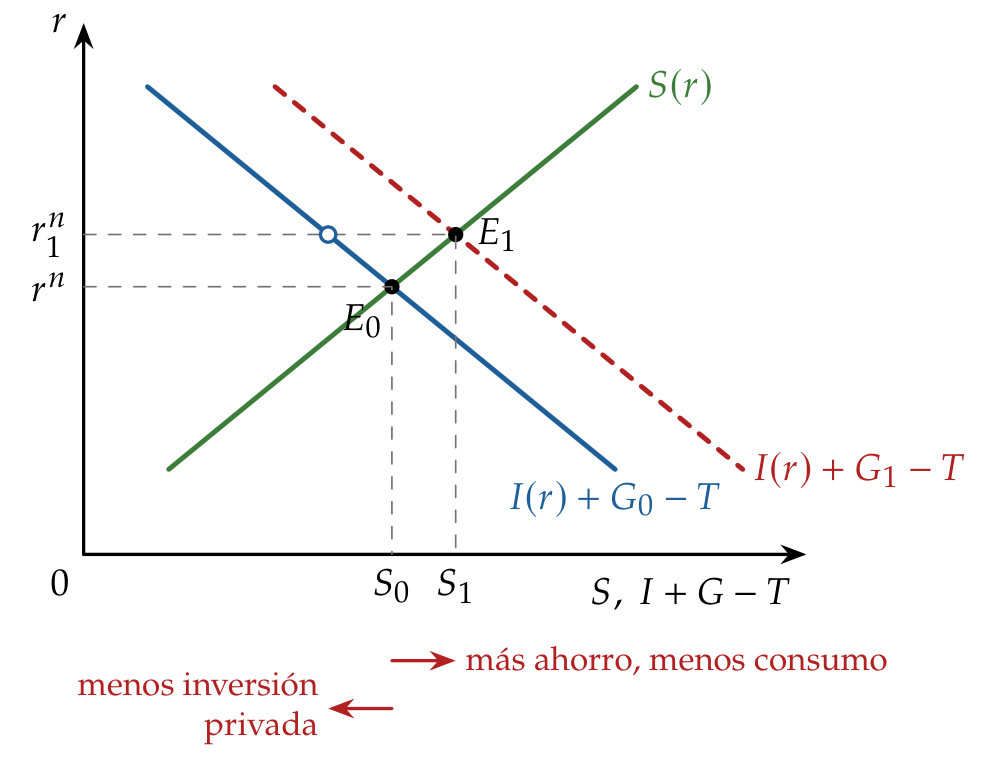 r
S(r)
r₁ⁿ
E₁
rⁿ
E₀
I(r) + G₁ − T
I(r) + G₀ − T
0
S₀
S₁
S, I + G − T
más ahorro, menos consumo
menos inversión
privada